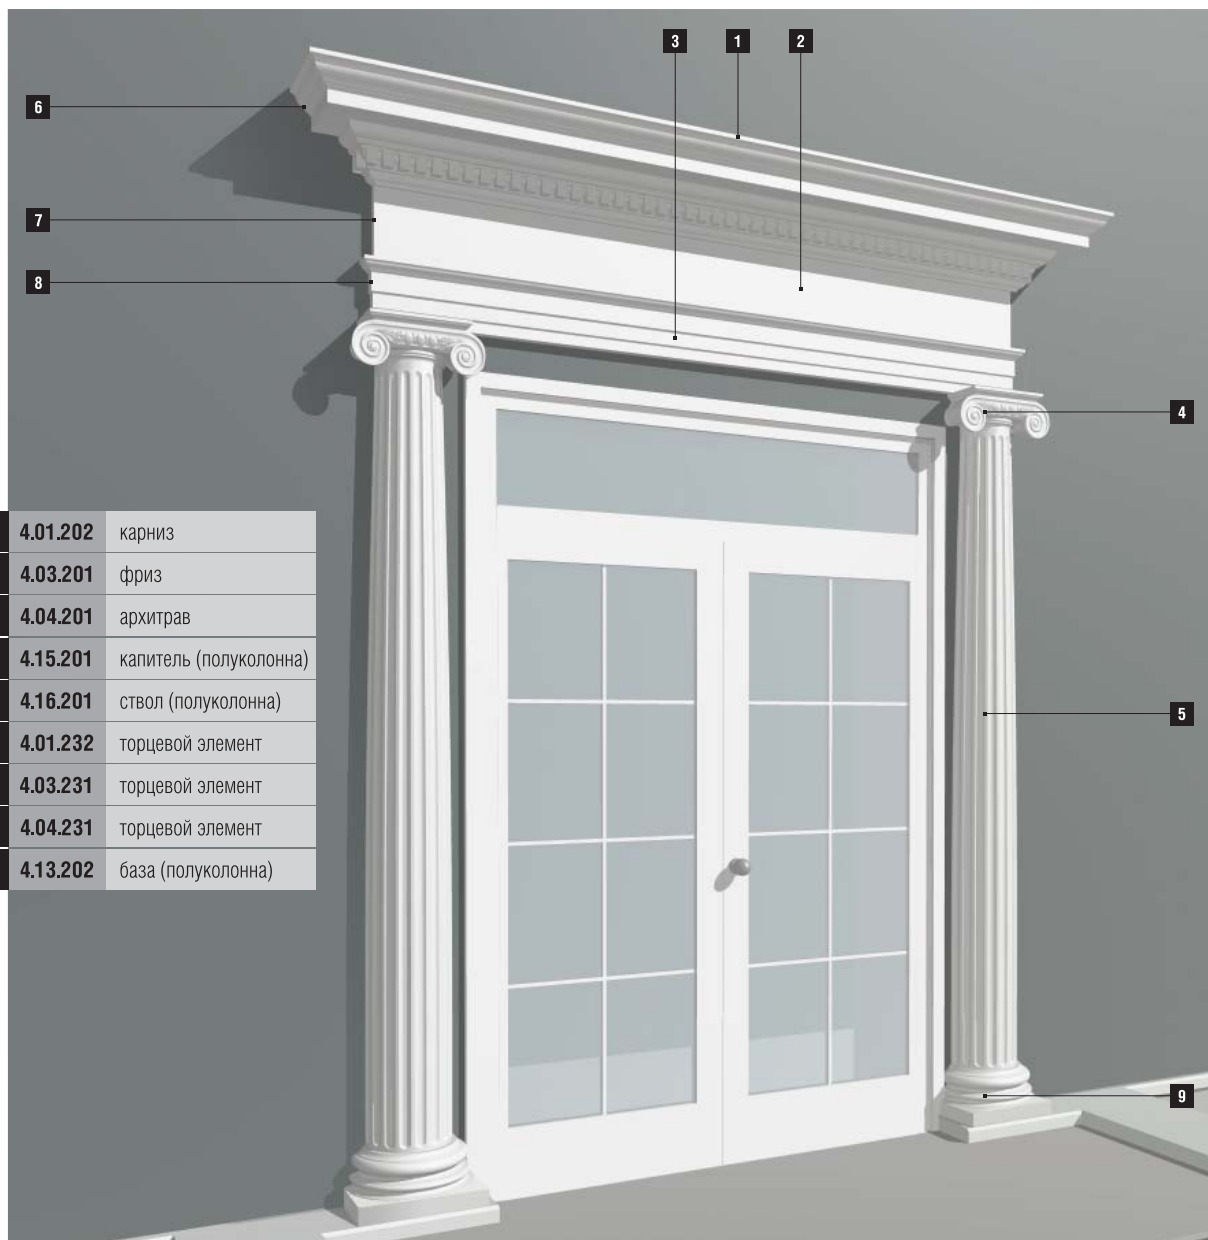 3 1 2
6
7
8
4
4.01.202 карниз
4.03.201 фриз
4.04.201 архитрав
4.15.201 капитель (полуколонна)
4.16.201 ствол (полуколонна)
5
4.01.232 торцевой элемент
4.03.231 торцевой элемент
4.04.231 торцевой элемент
4.13.202 база (полуколонна)
9